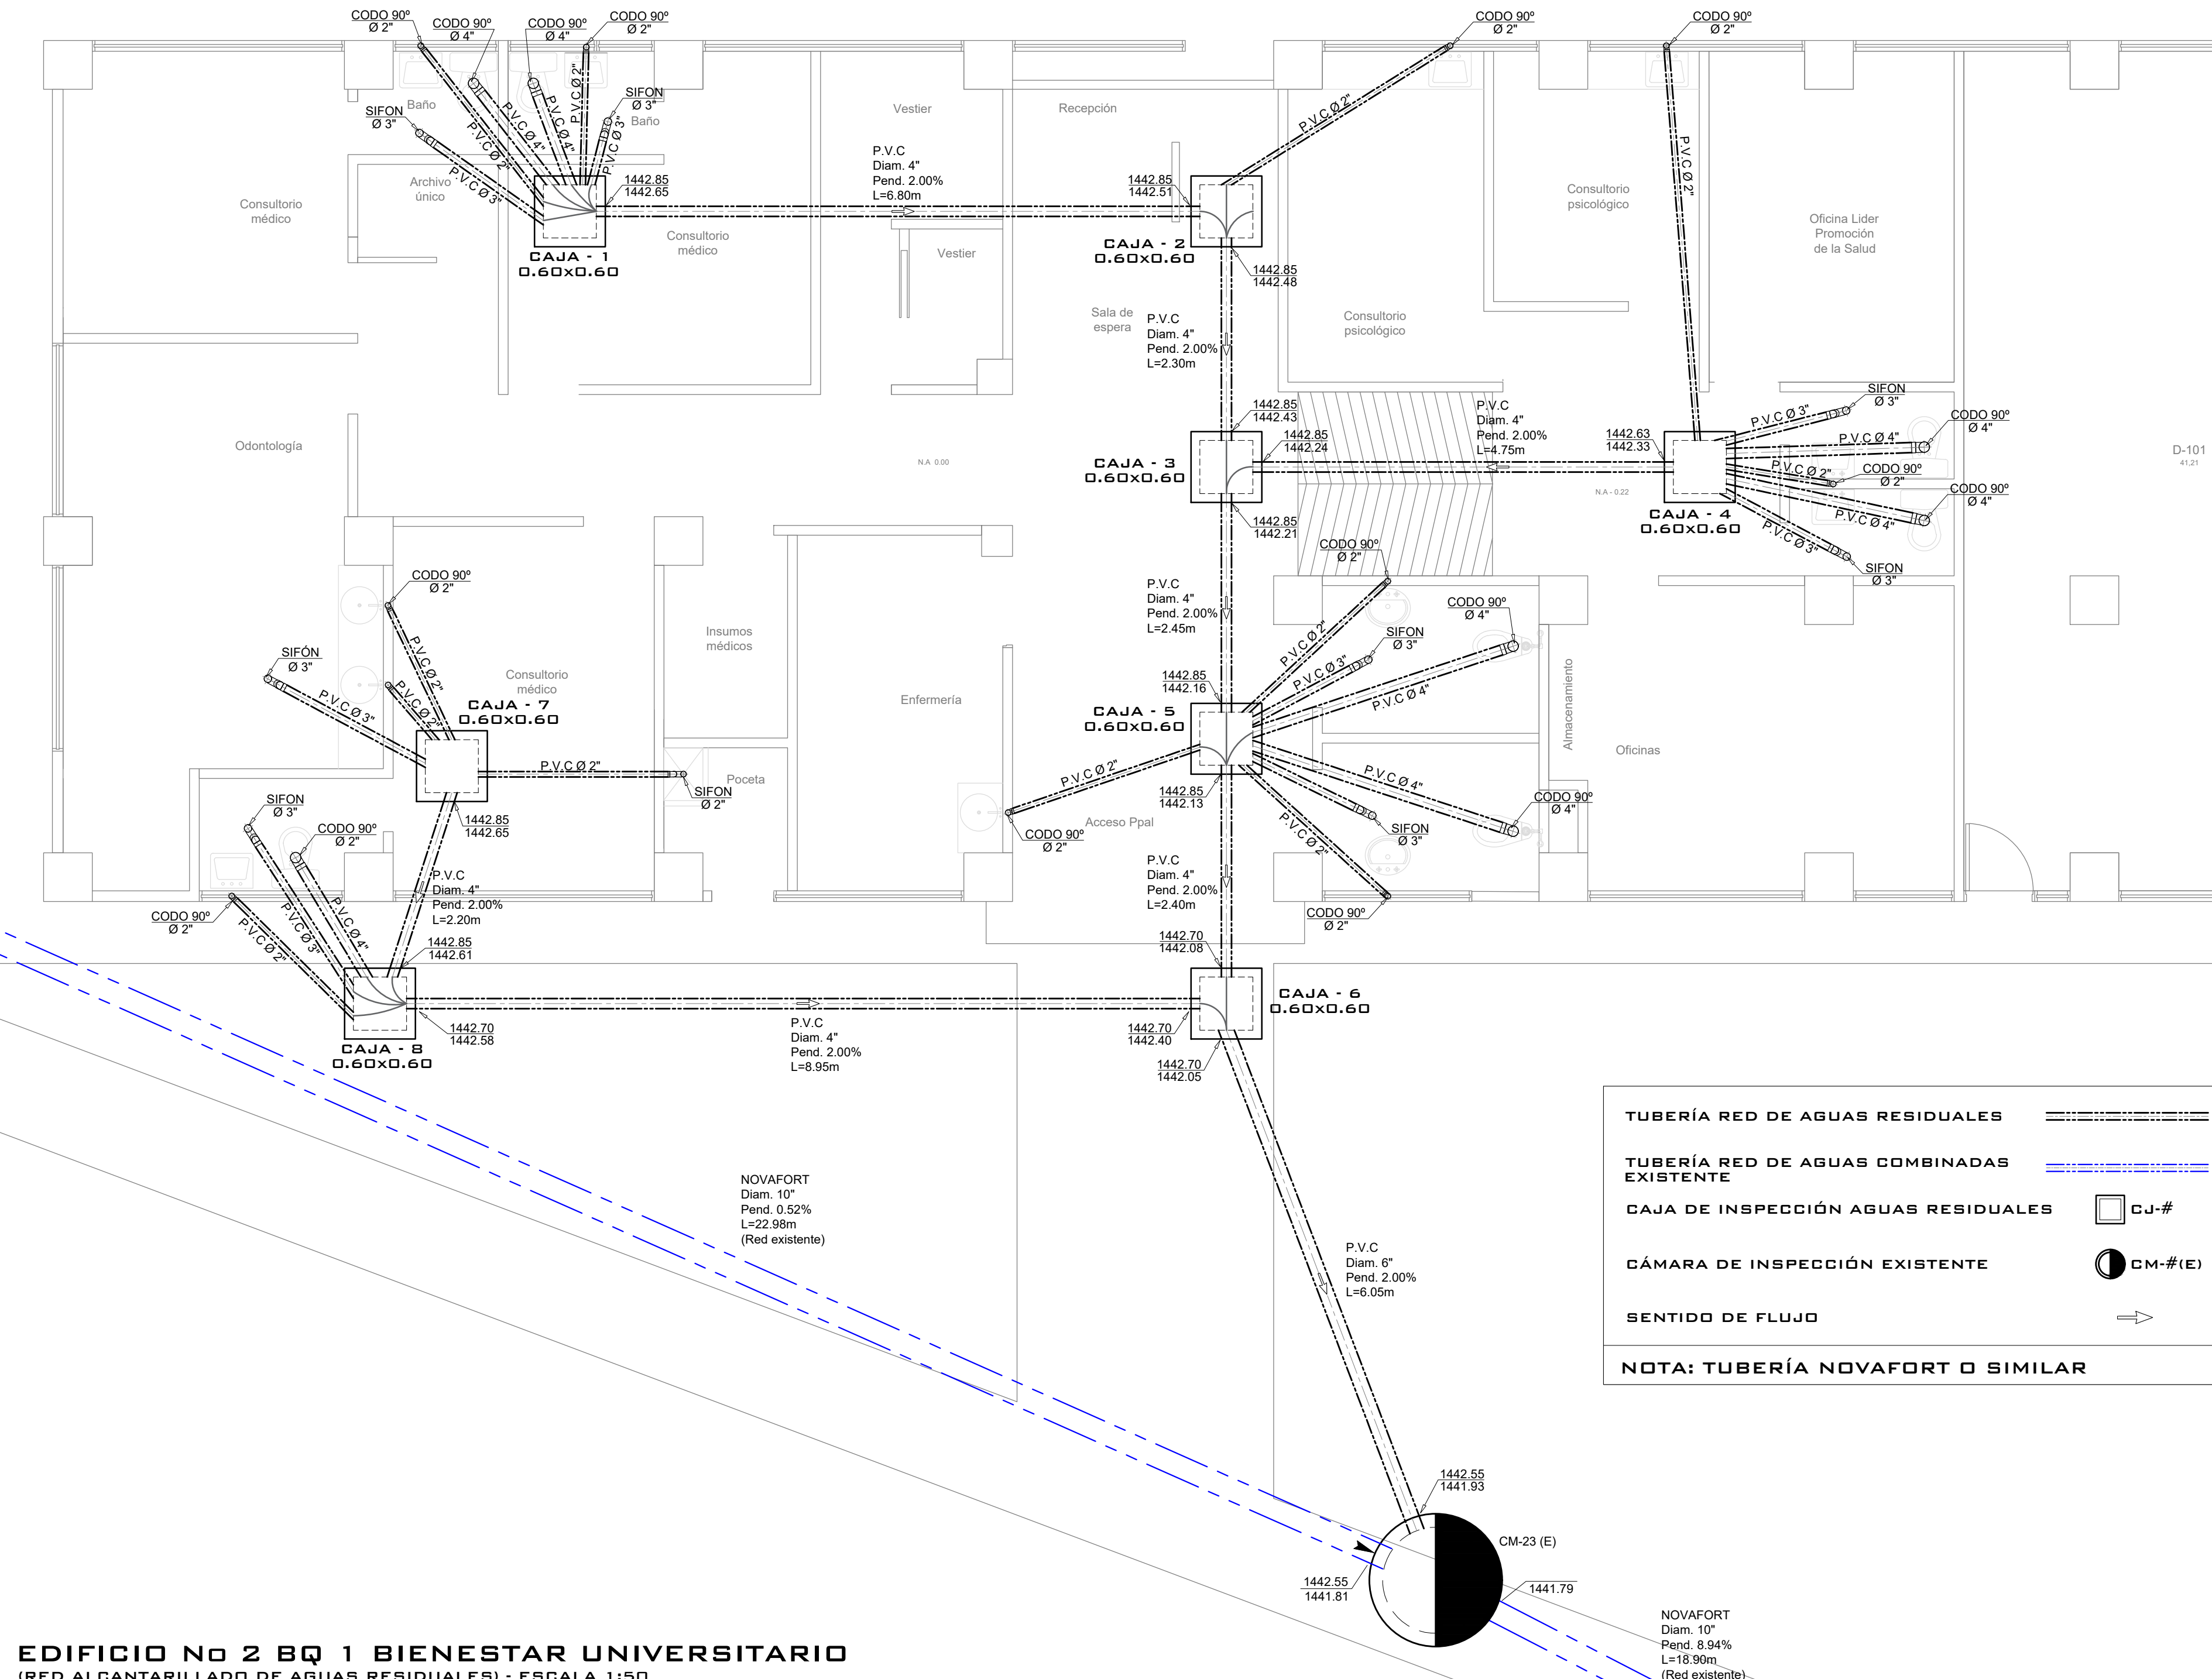 CODO 90º
Ø 2"
CODO 90º
Ø 4"
CODO 90º
Ø 4"
CODO 90º
Ø 2"
CODO 90º
Ø 2"
CODO 90º
Ø 2"
SIFON
Ø 3"
Baño
SIFON
Ø 3"
Baño
P.V.C Ø 2"
P.V.C Ø 4"
P.V.C Ø 4"
P.V.C Ø 2"
P.V.C Ø 3"
P.V.C Ø 3"
Vestier
Recepción
P.V.C Ø 2"
P.V.C Ø 2"
Archivo
único
Consultorio
médico
1442.85
1442.65
P.V.C
Diam. 4"
Pend. 2.00%
L=6.80m
1442.85
1442.51
Consultorio
psicológico
Oficina Lider
Promoción
de la Salud
Consultorio
médico
CAJA - 1
0.60x0.60
Vestier
CAJA - 2
0.60x0.60
1442.85
1442.48
Sala de
espera
P.V.C
Diam. 4"
Pend. 2.00%
L=2.30m
Consultorio
psicológico
Odontología
N.A 0.00
1442.85
1442.43
1442.85
1442.24
CAJA - 3
0.60x0.60
1442.85
1442.21
P.V.C
Diam. 4"
Pend. 2.00%
L=4.75m
N.A - 0.22
1442.63
1442.33
CAJA - 4
0.60x0.60
SIFON
Ø 3"
P.V.C Ø 3"
CODO 90º
Ø 4"
P.V.C Ø 4"
P.V.C Ø 2"
CODO 90º
Ø 2"
CODO 90º
Ø 4"
P.V.C Ø 4"
P.V.C Ø 3"
SIFON
Ø 3"
D-101
41,21
CODO 90º
Ø 2"
P.V.C Ø 2"
SIFÓN
Ø 3"
P.V.C Ø 3"
P.V.C Ø 2"
Consultorio
médico
CAJA - 7
0.60x0.60
P.V.C Ø 2"
SIFON
Ø 2"
Poceta
1442.85
1442.65
Insumos
médicos
Enfermería
P.V.C
Diam. 4"
Pend. 2.00%
L=2.45m
1442.85
1442.16
CAJA - 5
0.60x0.60
1442.85
1442.13
P.V.C Ø 2"
CODO 90º
Ø 2"
Acceso Ppal
CODO 90º
Ø 2"
P.V.C Ø 2"
SIFON
Ø 3"
P.V.C Ø 3"
CODO 90º
Ø 4"
P.V.C Ø 4"
Almacenamiento
Oficinas
P.V.C Ø 4"
CODO 90º
Ø 4"
SIFON
Ø 3"
P.V.C Ø 2"
CODO 90º
Ø 2"
SIFON
Ø 3"
CODO 90º
Ø 2"
CODO 90º
Ø 2"
P.V.C Ø 2"
P.V.C Ø 3"
P.V.C Ø 4"
P.V.C
Diam. 4"
Pend. 2.00%
L=2.20m
1442.85
1442.61
CAJA - 8
0.60x0.60
1442.70
1442.58
P.V.C
Diam. 4"
Pend. 2.00%
L=8.95m
P.V.C
Diam. 4"
Pend. 2.00%
L=2.40m
1442.70
1442.08
CAJA - 6
0.60x0.60
1442.70
1442.40
1442.70
1442.05
NOVAFORT
Diam. 10"
Pend. 0.52%
L=22.98m
(Red existente)
P.V.C
Diam. 6"
Pend. 2.00%
L=6.05m
TUBERÍA RED DE AGUAS RESIDUALES
TUBERÍA RED DE AGUAS COMBINADAS
EXISTENTE
CAJA DE INSPECCIÓN AGUAS RESIDUALES
CJ-#
CÁMARA DE INSPECCIÓN EXISTENTE
CM-#(E)
SENTIDO DE FLUJO
NOTA: TUBERÍA NOVAFORT O SIMILAR
1442.55
1441.93
CM-23 (E)
1442.55
1441.81
1441.79
NOVAFORT
Diam. 10"
Pend. 8.94%
L=18.90m
(Red existente)
EDIFICIO No 2 BQ 1 BIENESTAR UNIVERSITARIO
(RED ALCANTARILLADO DE AGUAS RESIDUALES) - ESCALA 1:50